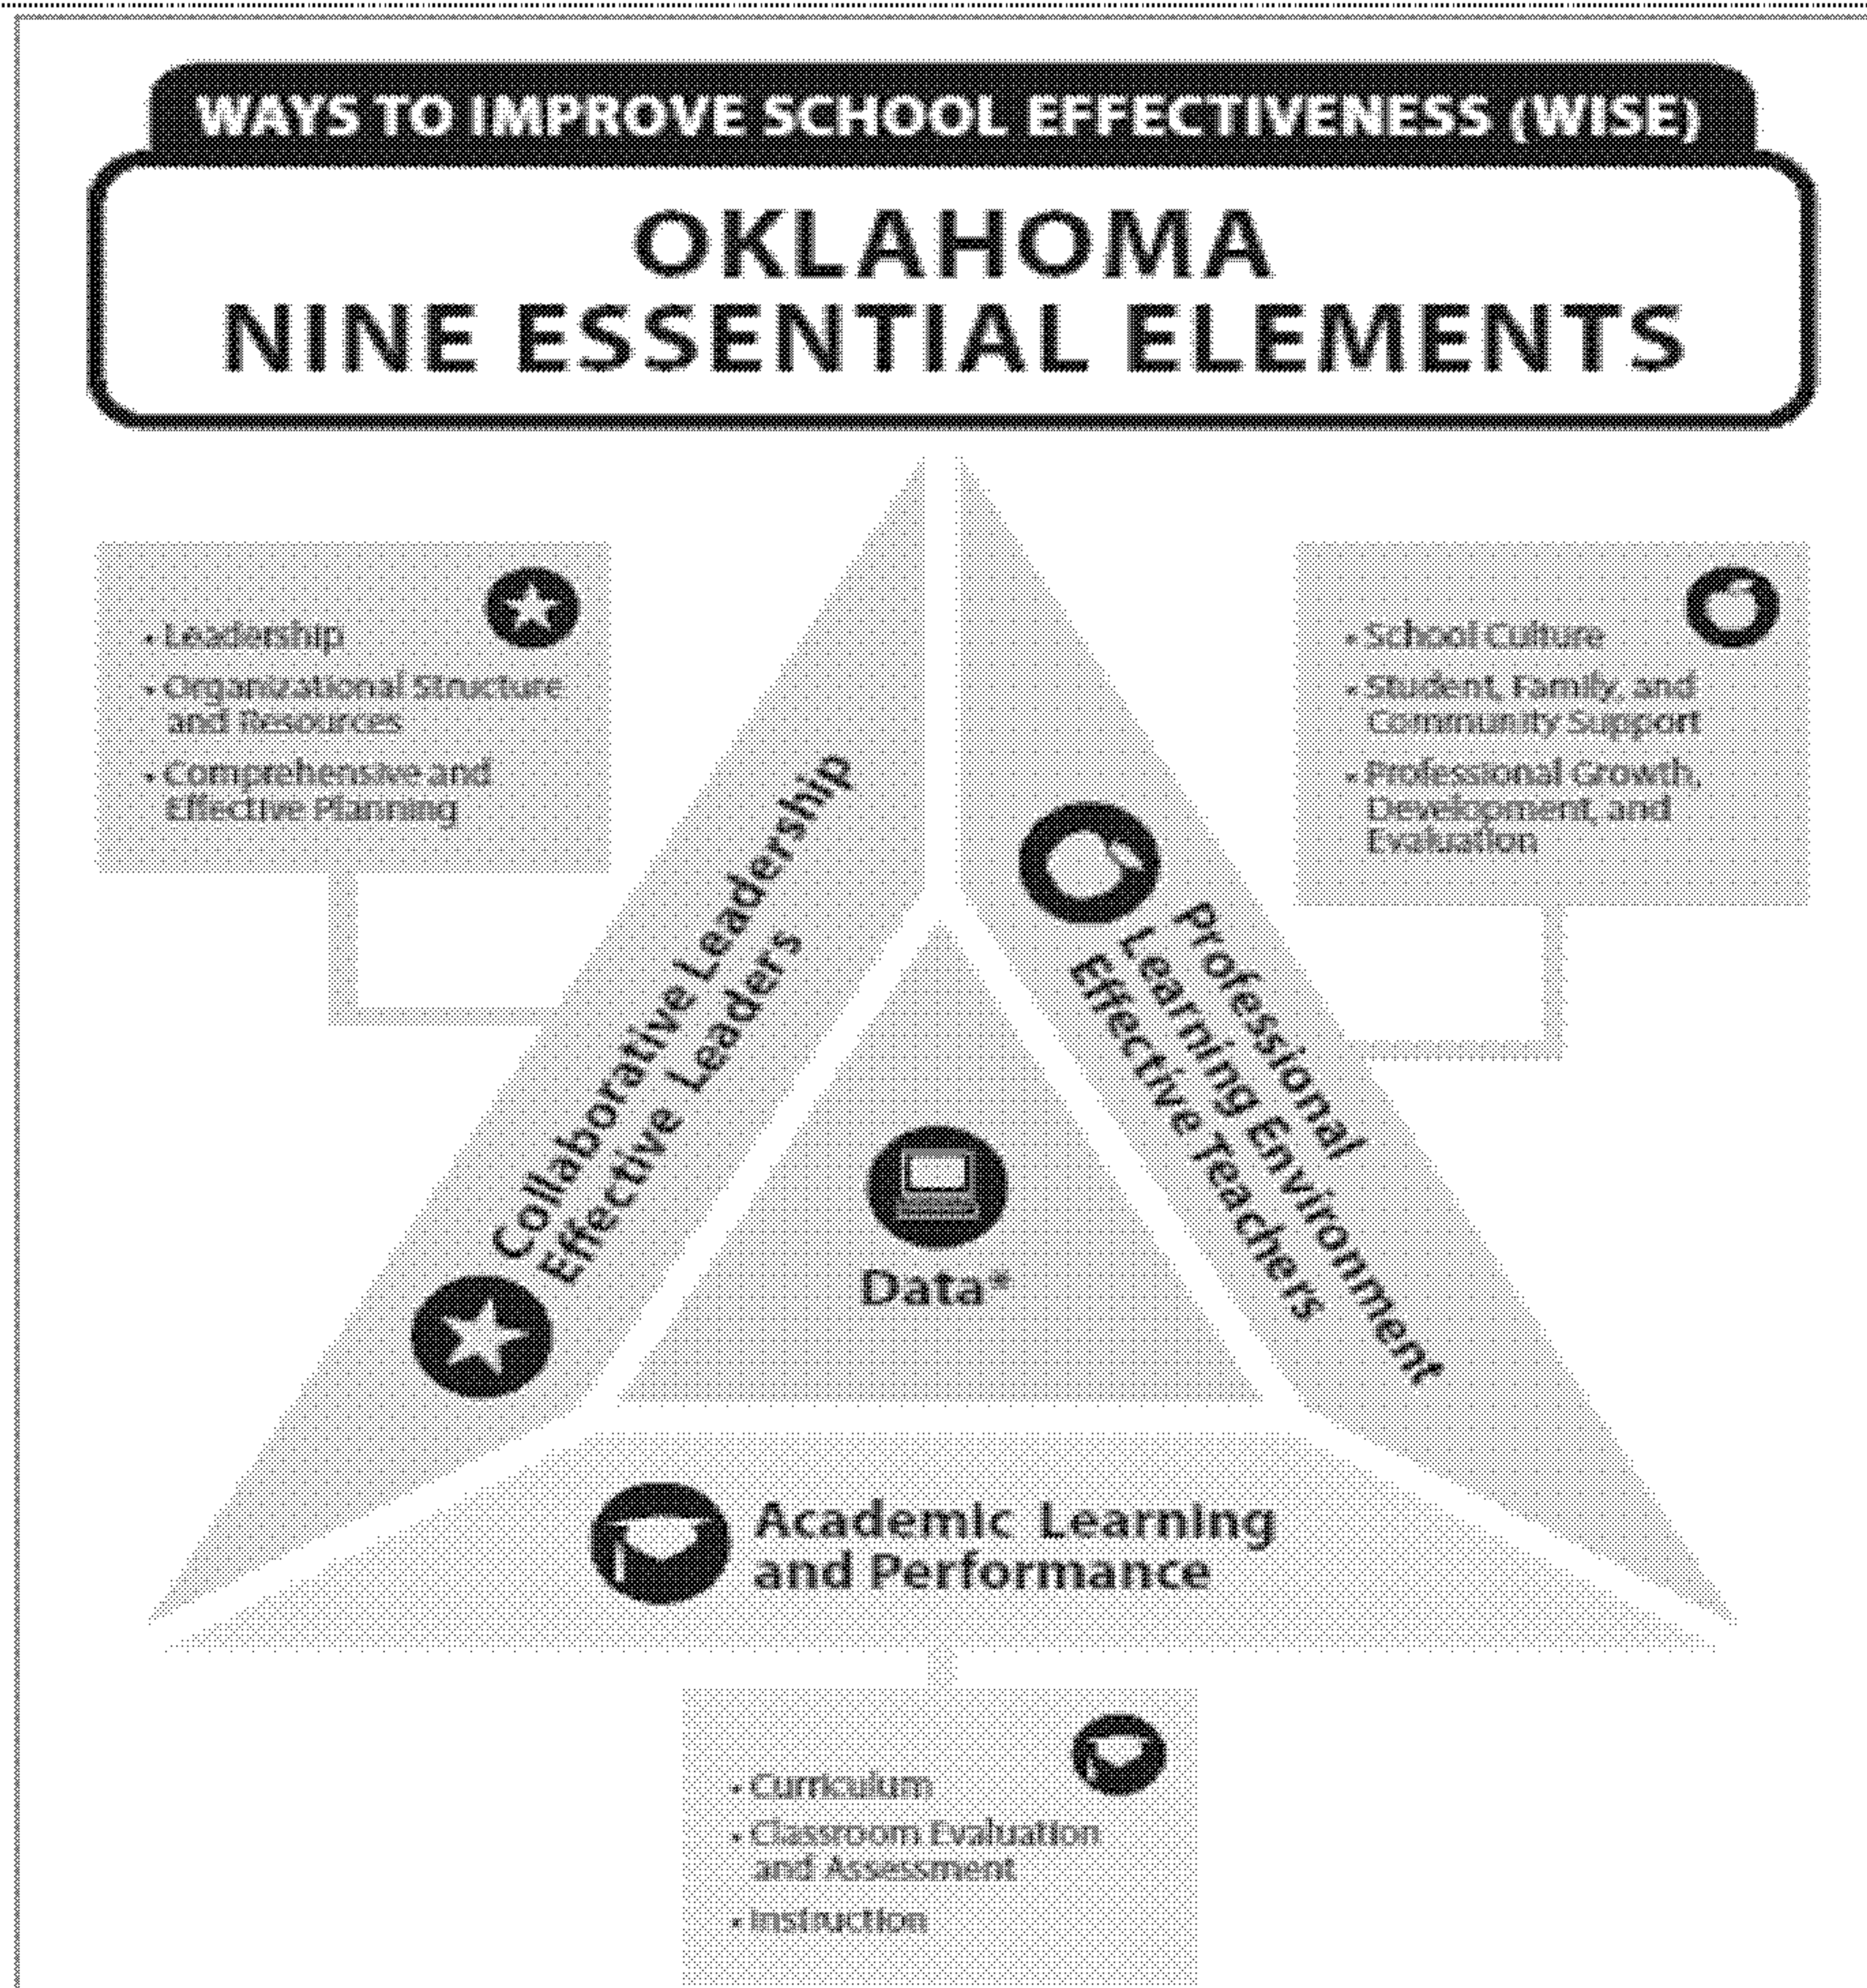 WAYS TO IMPROVE SCHOOL EFFECTIVENESS (WISE)
OKLAHOMA
NINE ESSENTIAL ELEMENTS
• Leadership
• Organizational Structure
and Resources
• Comprehensive and
Effective Planning
• School Culture
• Student, Family, and
Community Support
• Professional Growth,
Development, and
Evaluation
Collaborative Leadership
Effective Leaders
Professional
Learning Environment
Effective Teachers
Data*
Academic Learning
and Performance
• Curriculum
• Classroom Evaluation
and Assessment
• Instruction